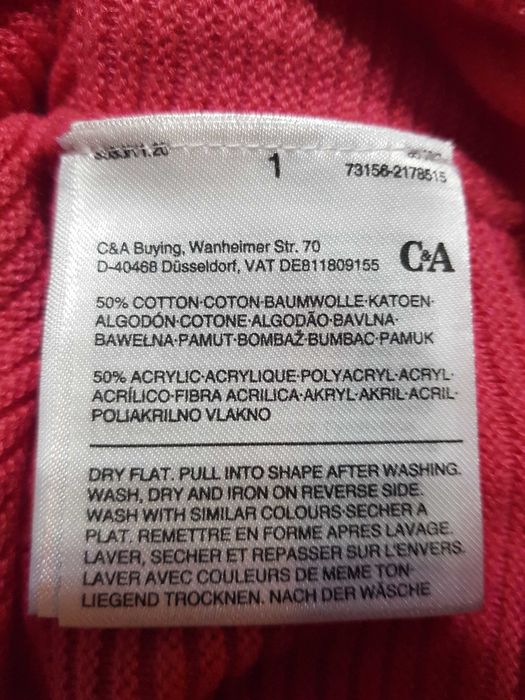 1
73156-2178515
C&A Buying, Wanheimer Str. 70
D-40468 Düsseldorf, VAT DE811809155
C&A
50% COTTON·COTON·BAUMWOLLE·KATOEN·
ALGODÓN·COTONE·ALGODÃO·BAVLNA·
BAWEŁNA·PAMUT·BOMBAŽ·BUMBAC·PAMUK
50% ACRYLIC·ACRYLIQUE·POLYACRYL·ACRYL·
ACRÍLICO·FIBRA ACRILICA·AKRYL·AKRIL·ACRIL·
POLIAKRILNO VLAKNO
DRY FLAT. PULL INTO SHAPE AFTER WASHING.
WASH, DRY AND IRON ON REVERSE SIDE.
WASH WITH SIMILAR COLOURS·SECHER A
PLAT. REMETTRE EN FORME APRES LAVAGE.
LAVER, SECHER ET REPASSER SUR L'ENVERS.
LAVER AVEC COULEURS DE MEME TON·
LIEGEND TROCKNEN. NACH DER WÄSCHE